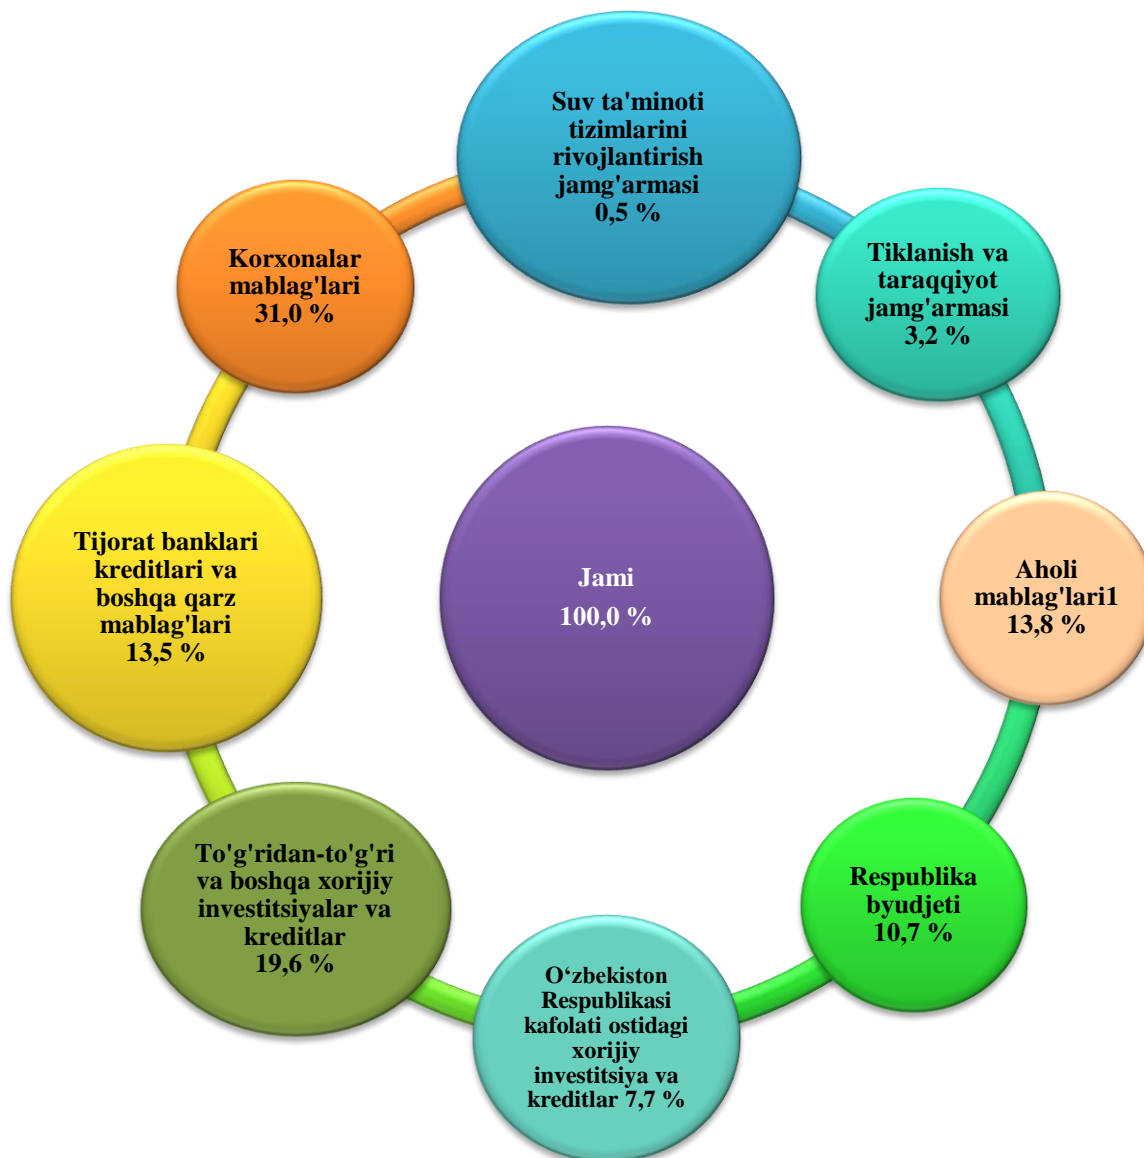 Suv ta'minoti
tizimlarini
rivojlantirish
jamg'armasi
0,5 %
Tiklanish va
taraqqiyot
jamg'armasi
3,2 %
Aholi
mablag'lari1
13,8 %
Respublika
byudjeti
10,7 %
O‘zbekiston
Respublikasi
kafolati ostidagi
xorijiy
investitsiya va
kreditlar 7,7 %
To'g'ridan-to'g'ri
va boshqa xorijiy
investitsiyalar va
kreditlar
19,6 %
Tijorat banklari
kreditlari va
boshqa qarz
mablag'lari
13,5 %
Korxonalar
mablag'lari
31,0 %
Jami
100,0 %